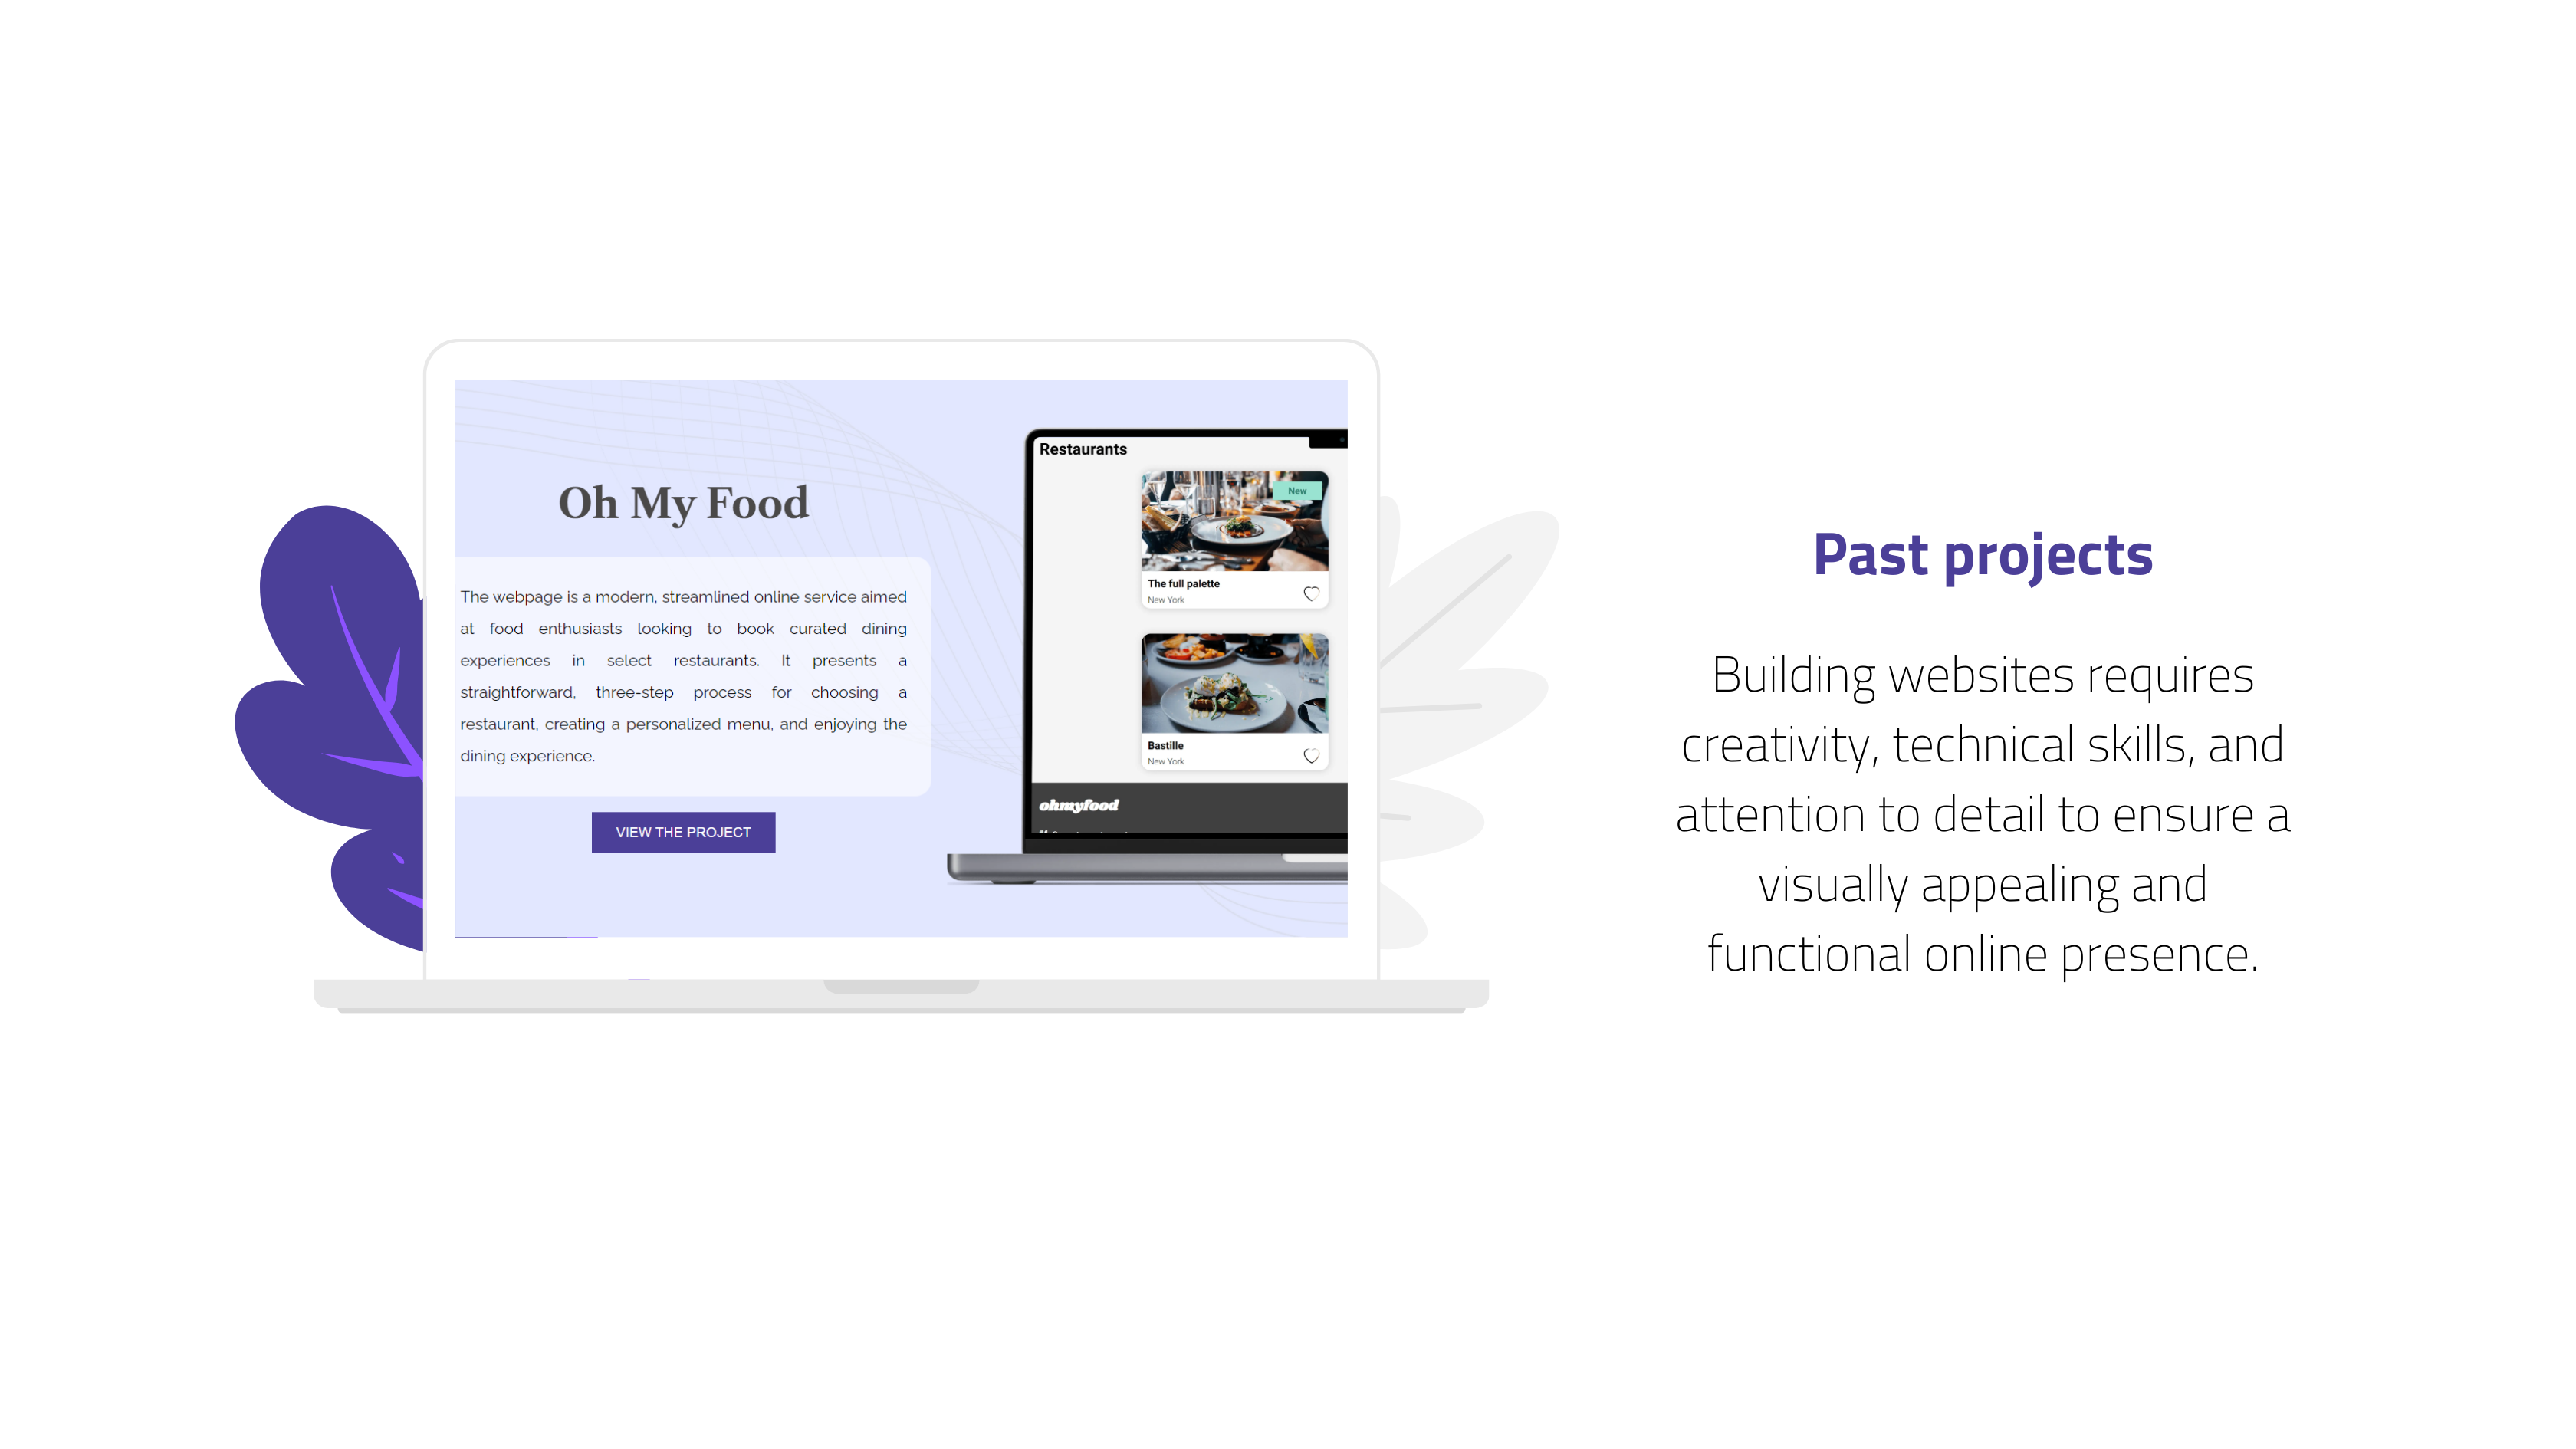 Oh My Food
The webpage is a modern, streamlined online service aimed
at food enthusiasts looking to book curated dining
experiences in select restaurants. It presents a
straightforward, three-step process for choosing a
restaurant, creating a personalized menu, and enjoying the
dining experience.
VIEW THE PROJECT
Restaurants
New
The full palette
New York
Bastille
New York
ohmyfood
Past projects
Building websites requires
creativity, technical skills, and
attention to detail to ensure a
visually appealing and
functional online presence.